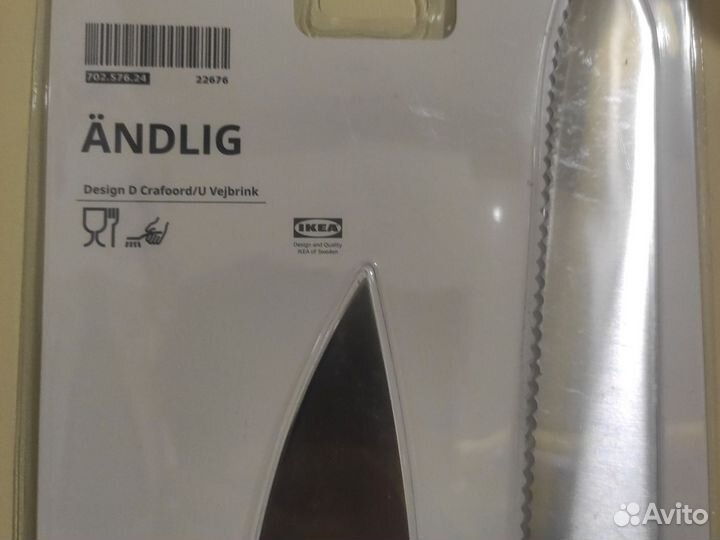 702.576.24 22676
ÄNDLIG
Design D Crafoord/U Vejbrink
IKEA
Design and Quality
IKEA of Sweden
Avito